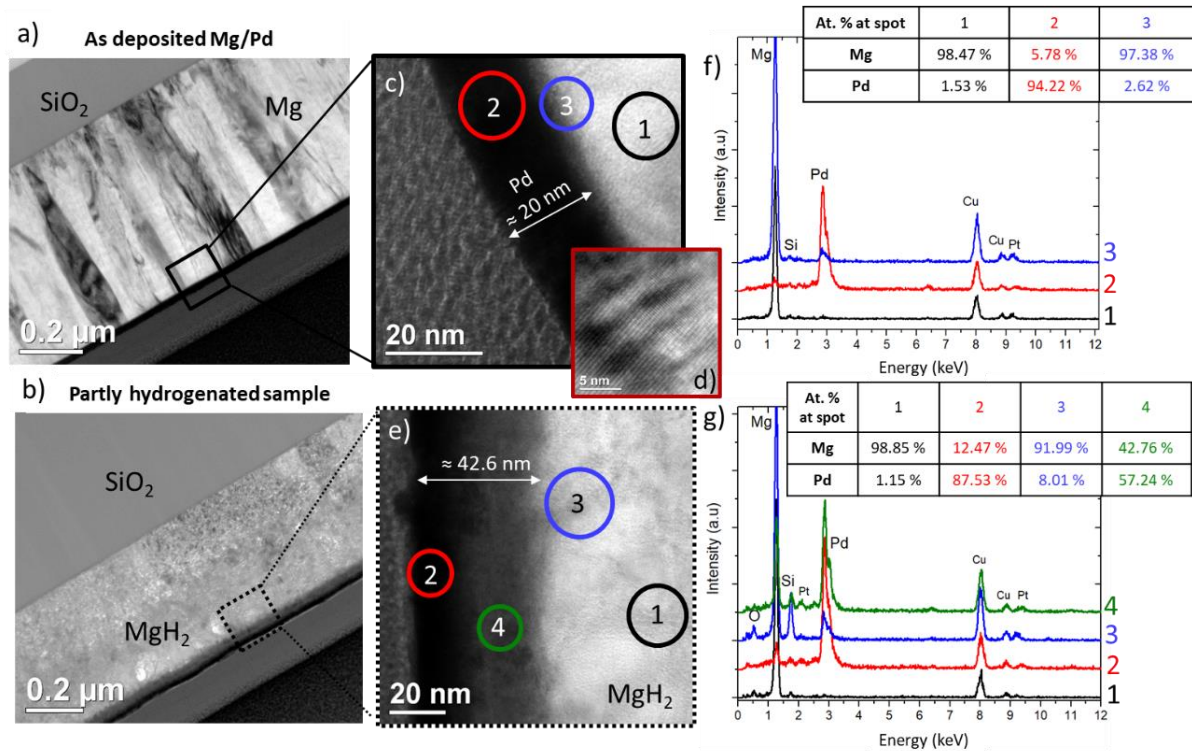 a)
As deposited Mg/Pd
SiO₂
Mg
0.2 µm
c)
2
3
1
Pd
≈ 20 nm
20 nm
d)
5 nm
f)
At. % at spot 1 2 3
Mg 98.47 % 5.78 % 97.38 %
Pd 1.53 % 94.22 % 2.62 %
Mg
Si
Pd
Cu
Cu
Pt
3
2
1
Intensity (a.u)
0 1 2 3 4 5 6 7 8 9 10 11 12
Energy (keV)
b)
Partly hydrogenated sample
SiO₂
MgH₂
0.2 µm
e)
≈ 42.6 nm
3
2
4
1
20 nm
MgH₂
g)
At. %
at spot 1 2 3 4
Mg 98.85 % 12.47 % 91.99 % 42.76 %
Pd 1.15 % 87.53 % 8.01 % 57.24 %
Mg
O
Si
Pt
Pd
Cu
Cu
Pt
4
3
2
1
Intensity (a.u)
0 1 2 3 4 5 6 7 8 9 10 11 12
Energy (keV)